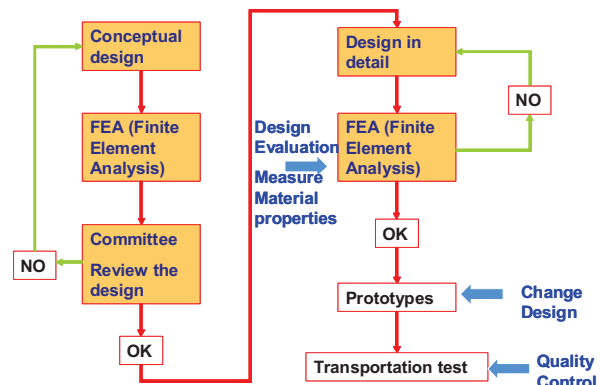 Conceptual
design
FEA (Finite
Element
Analysis)
Committee
Review the
design
NO
OK
Design in
detail
NO
Design
Evaluation
Measure
Material
properties
FEA (Finite
Element
Analysis)
OK
Prototypes
Change
Design
Transportation test
Quality
Control